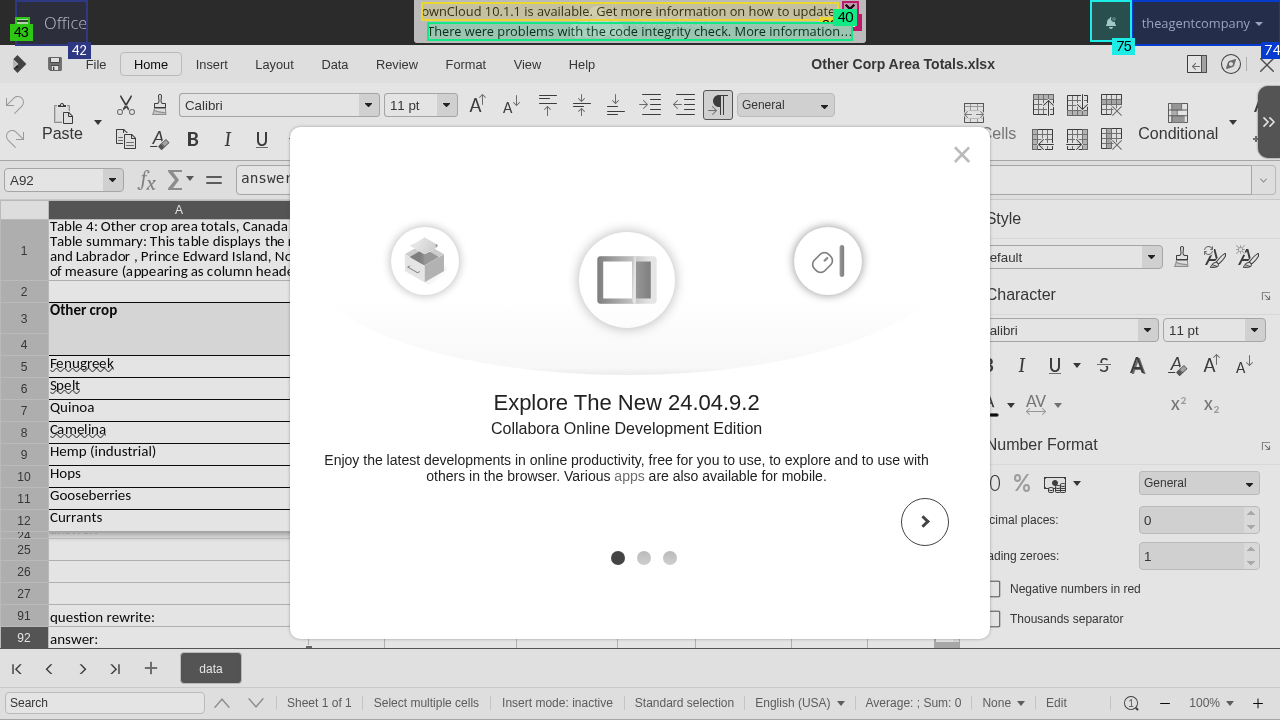 ownCloud 10.1.1 is available. Get more information on how to update
There were problems with the code integrity check. More information…
40
43
Office
42
75
theagentcompany
74
File
Home
Insert
Layout
Data
Review
Format
View
Help
Other Corp Area Totals.xlsx
Paste
Calibri
11 pt
General
Conditional
A92
answer
A
1
Table 4: Other crop area totals, Canada
Table summary: This table displays the
and Labrador , Prince Edward Island, No
of measure (appearing as column heade
2
3
Other crop
4
5
Fenugreek
6
Spelt
7
Quinoa
8
Camelina
9
Hemp (industrial)
10
Hops
11
Gooseberries
12
Currants
24
25
26
27
91
question rewrite:
92
answer:
Explore The New 24.04.9.2
Collabora Online Development Edition
Enjoy the latest developments in online productivity, free for you to use, to explore and to use with
others in the browser. Various apps are also available for mobile.
Style
efault
Character
alibri
11 pt
Number Format
General
cimal places:
0
ading zeroes:
1
Negative numbers in red
Thousands separator
data
Search
Sheet 1 of 1
Select multiple cells
Insert mode: inactive
Standard selection
English (USA)
Average: ; Sum: 0
None
Edit
100%